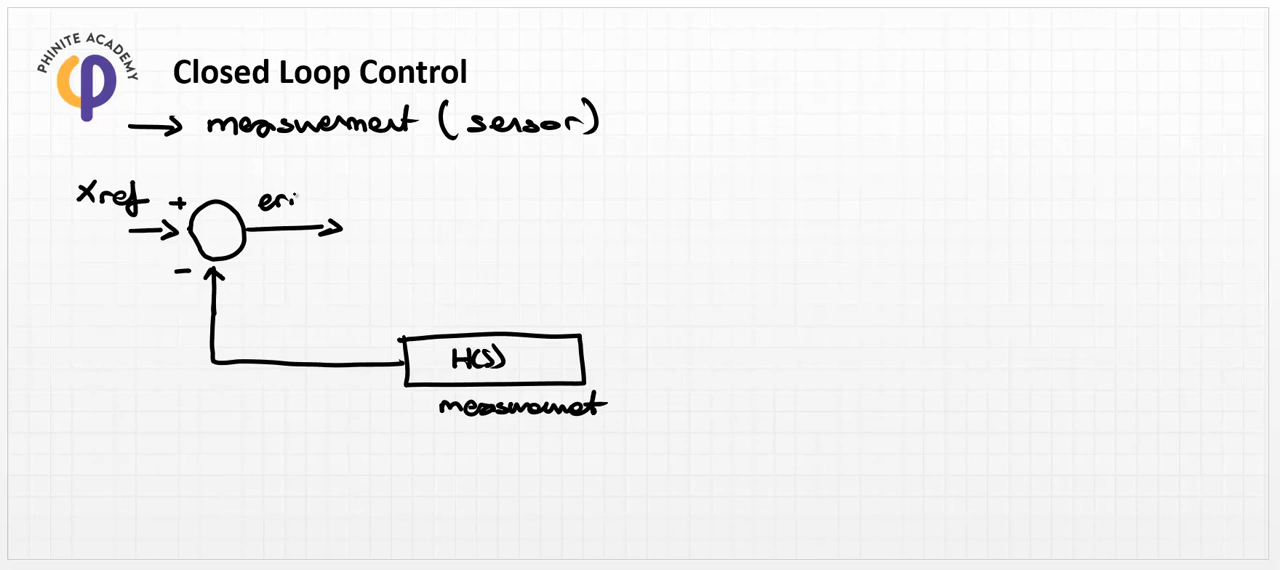 PHINITE ACADEMY
Closed Loop Control
→ measurement (sensor)
Xref + err
-
H(s)
measurement